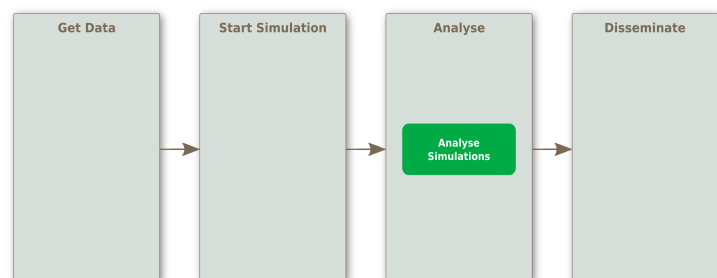 Get Data
Start Simulation
Analyse
Disseminate
Analyse
Simulations